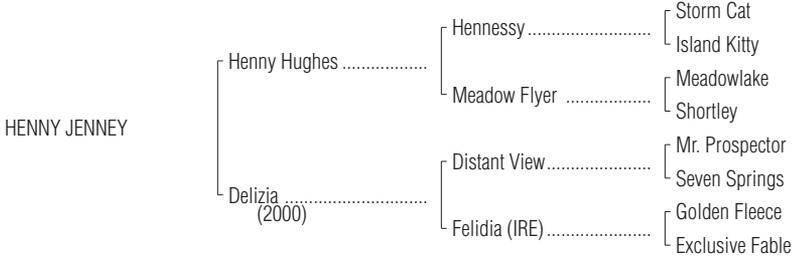 Storm Cat
Hennessy..........................
Island Kitty
Henny Hughes ..................
Meadowlake
Meadow Flyer ..................
Shortley
HENNY JENNEY
Mr. Prospector
Distant View......................
Seven Springs
Delizia ..............................
(2000)
Golden Fleece
Felidia (IRE)......................
Exclusive Fable